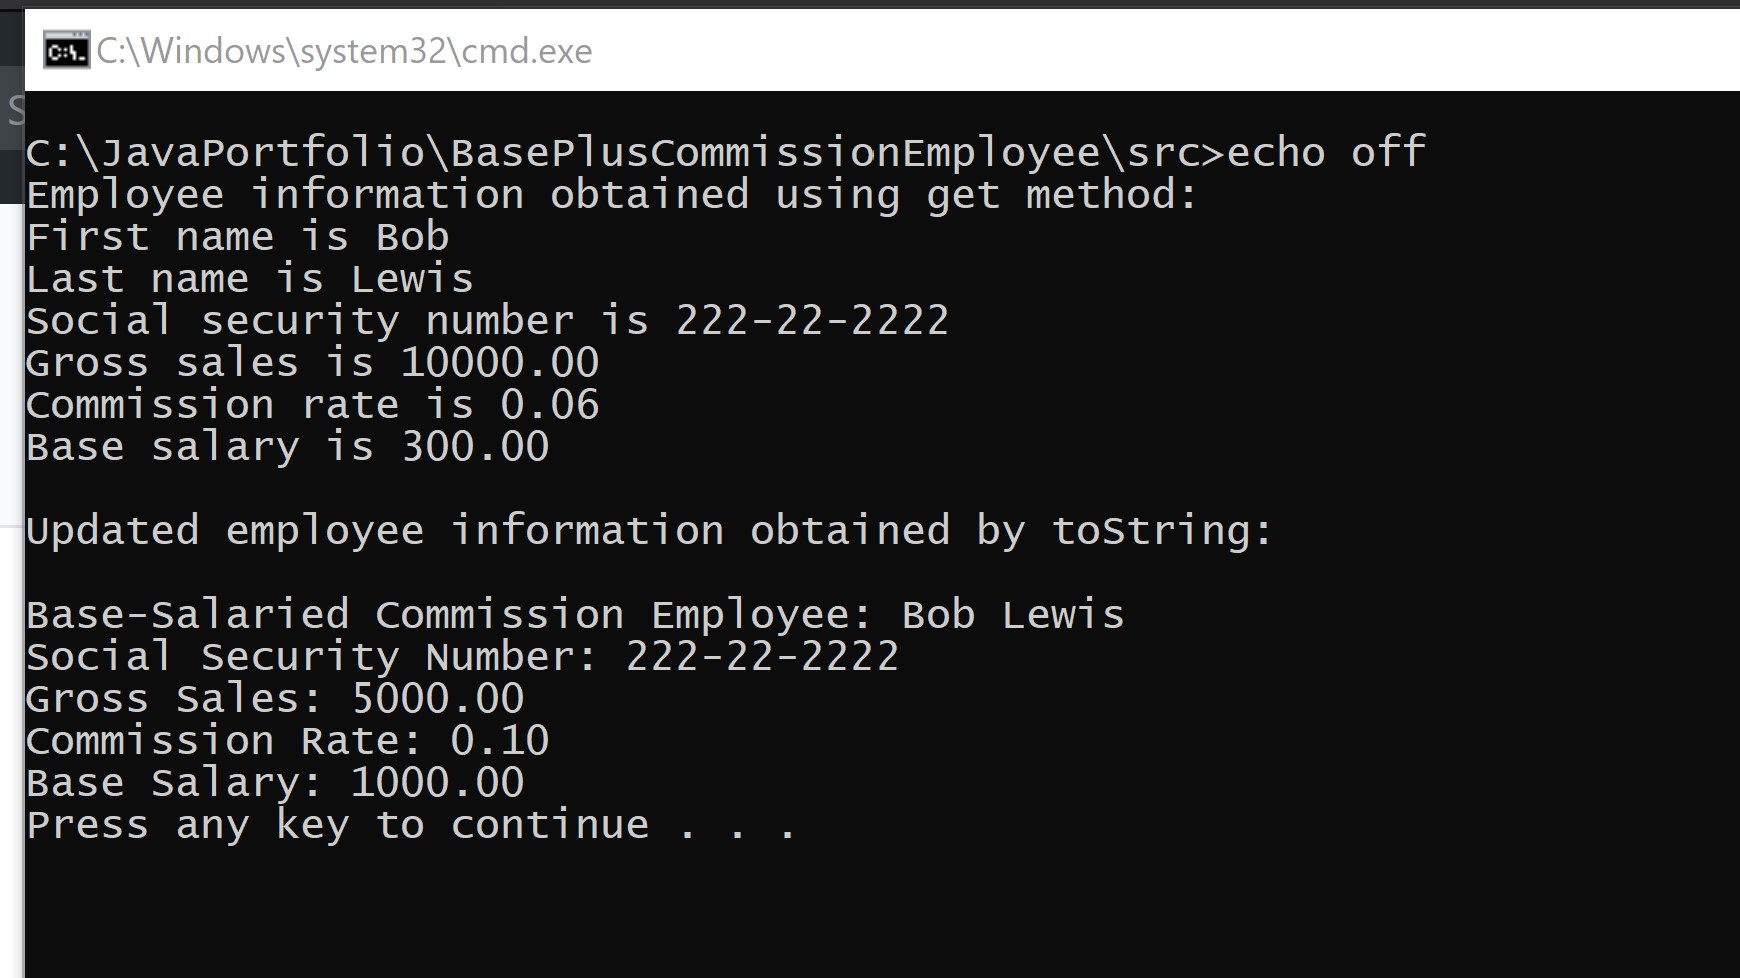 C:\Windows\system32\cmd.exe
C:\JavaPortfolio\BasePlusCommissionEmployee\src>echo off
Employee information obtained using get method:
First name is Bob
Last name is Lewis
Social security number is 222-22-2222
Gross sales is 10000.00
Commission rate is 0.06
Base salary is 300.00
Updated employee information obtained by toString:
Base-Salaried Commission Employee: Bob Lewis
Social Security Number: 222-22-2222
Gross Sales: 5000.00
Commission Rate: 0.10
Base Salary: 1000.00
Press any key to continue . . .